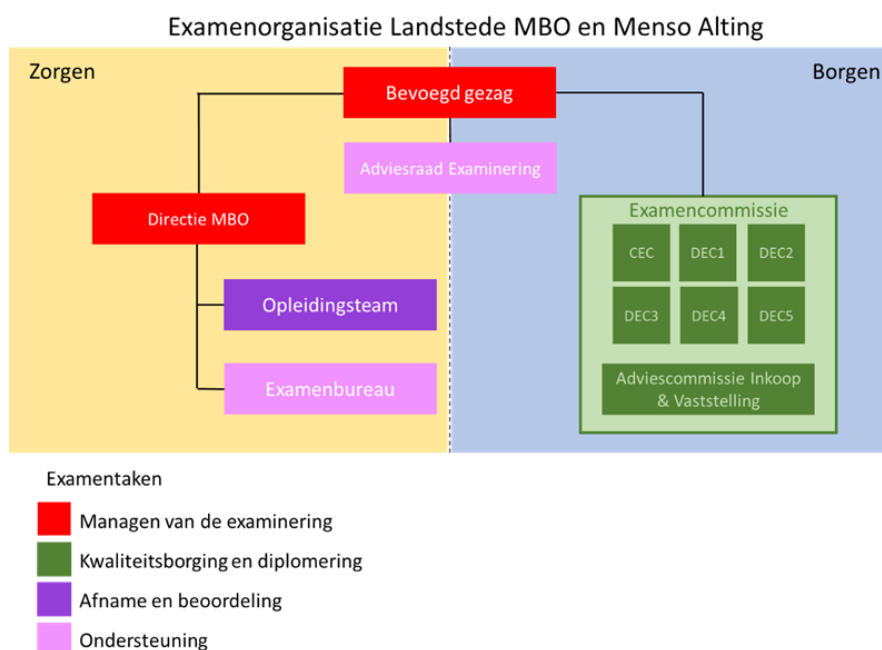 Examenorganisatie Landstede MBO en Menso Alting
Zorgen
Borgen
Bevoegd gezag
Adviesraad Examinering
Directie MBO
Opleidingsteam
Examenbureau
Examencommissie
CEC
DEC1
DEC2
DEC3
DEC4
DEC5
Adviescommissie Inkoop
& Vaststelling
Examentaken
Managen van de examinering
Kwaliteitsborging en diplomering
Afname en beoordeling
Ondersteuning